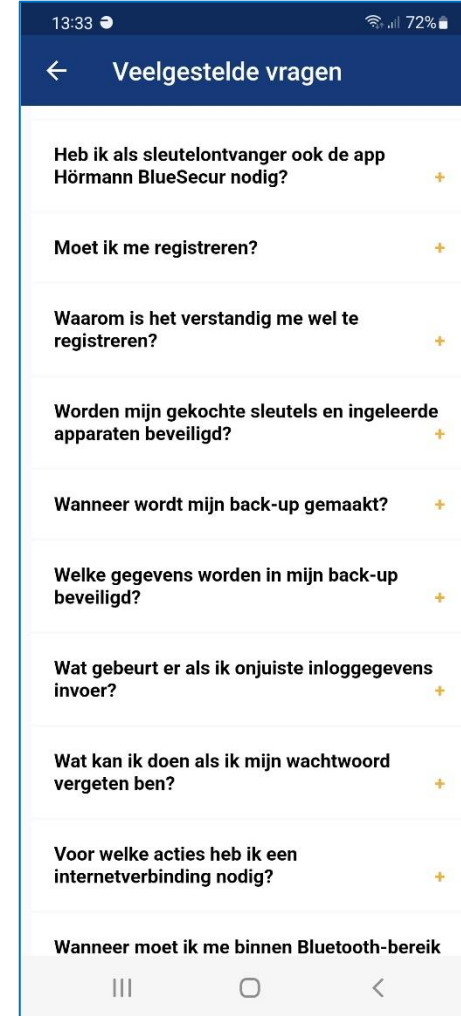 13:33 72%
Veelgestelde vragen
Heb ik als sleutelontvanger ook de app
Hörmann BlueSecur nodig? +
Moet ik me registreren? +
Waarom is het verstandig me wel te
registreren? +
Worden mijn gekochte sleutels en ingeleerde
apparaten beveiligd? +
Wanneer wordt mijn back-up gemaakt? +
Welke gegevens worden in mijn back-up
beveiligd? +
Wat gebeurt er als ik onjuiste inloggegevens
invoer? +
Wat kan ik doen als ik mijn wachtwoord
vergeten ben? +
Voor welke acties heb ik een
internetverbinding nodig? +
Wanneer moet ik me binnen Bluetooth-bereik